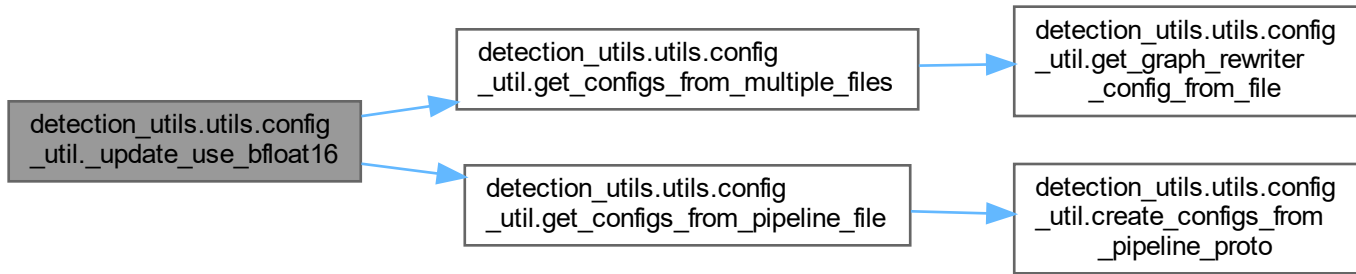 detection_utils.utils.config
_util._update_use_bfloat16
detection_utils.utils.config
_util.get_configs_from_multiple_files
detection_utils.utils.config
_util.get_graph_rewriter
_config_from_file
detection_utils.utils.config
_util.get_configs_from_pipeline_file
detection_utils.utils.config
_util.create_configs_from
_pipeline_proto